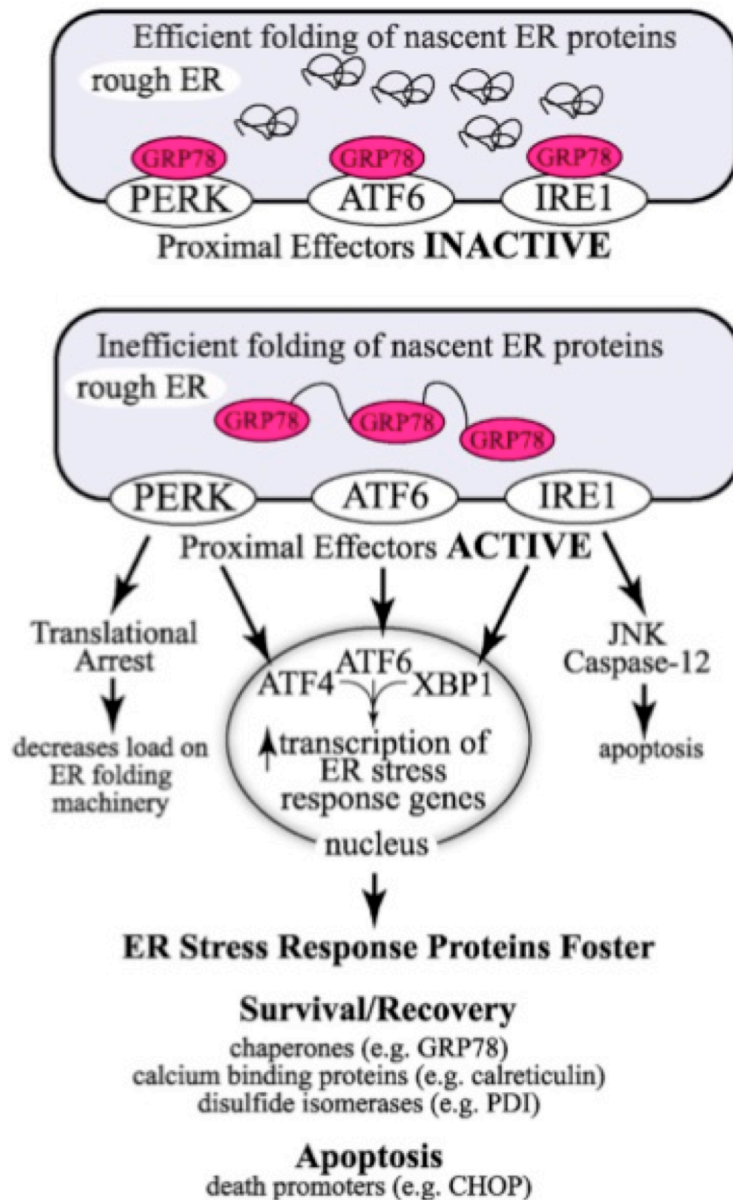 Efficient folding of nascent ER proteins
rough ER
GRP78 GRP78 GRP78
PERK ATF6 IRE1
Proximal Effectors INACTIVE
Inefficient folding of nascent ER proteins
rough ER
GRP78 GRP78 GRP78
PERK ATF6 IRE1
Proximal Effectors ACTIVE
Translational
Arrest
decreases load on
ER folding
machinery
ATF4 ATF6 XBP1
transcription of
ER stress
response genes
nucleus
JNK
Caspase-12
apoptosis
ER Stress Response Proteins Foster
Survival/Recovery
chaperones (e.g. GRP78)
calcium binding proteins (e.g. calreticulin)
disulfide isomerases (e.g. PDI)
Apoptosis
death promoters (e.g. CHOP)